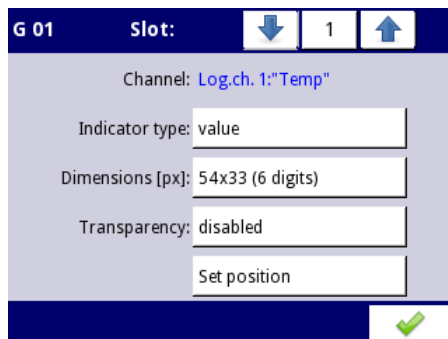 G 01 Slot: 1
Channel: Log.ch. 1:"Temp"
Indicator type: value
Dimensions [px]: 54x33 (6 digits)
Transparency: disabled
Set position